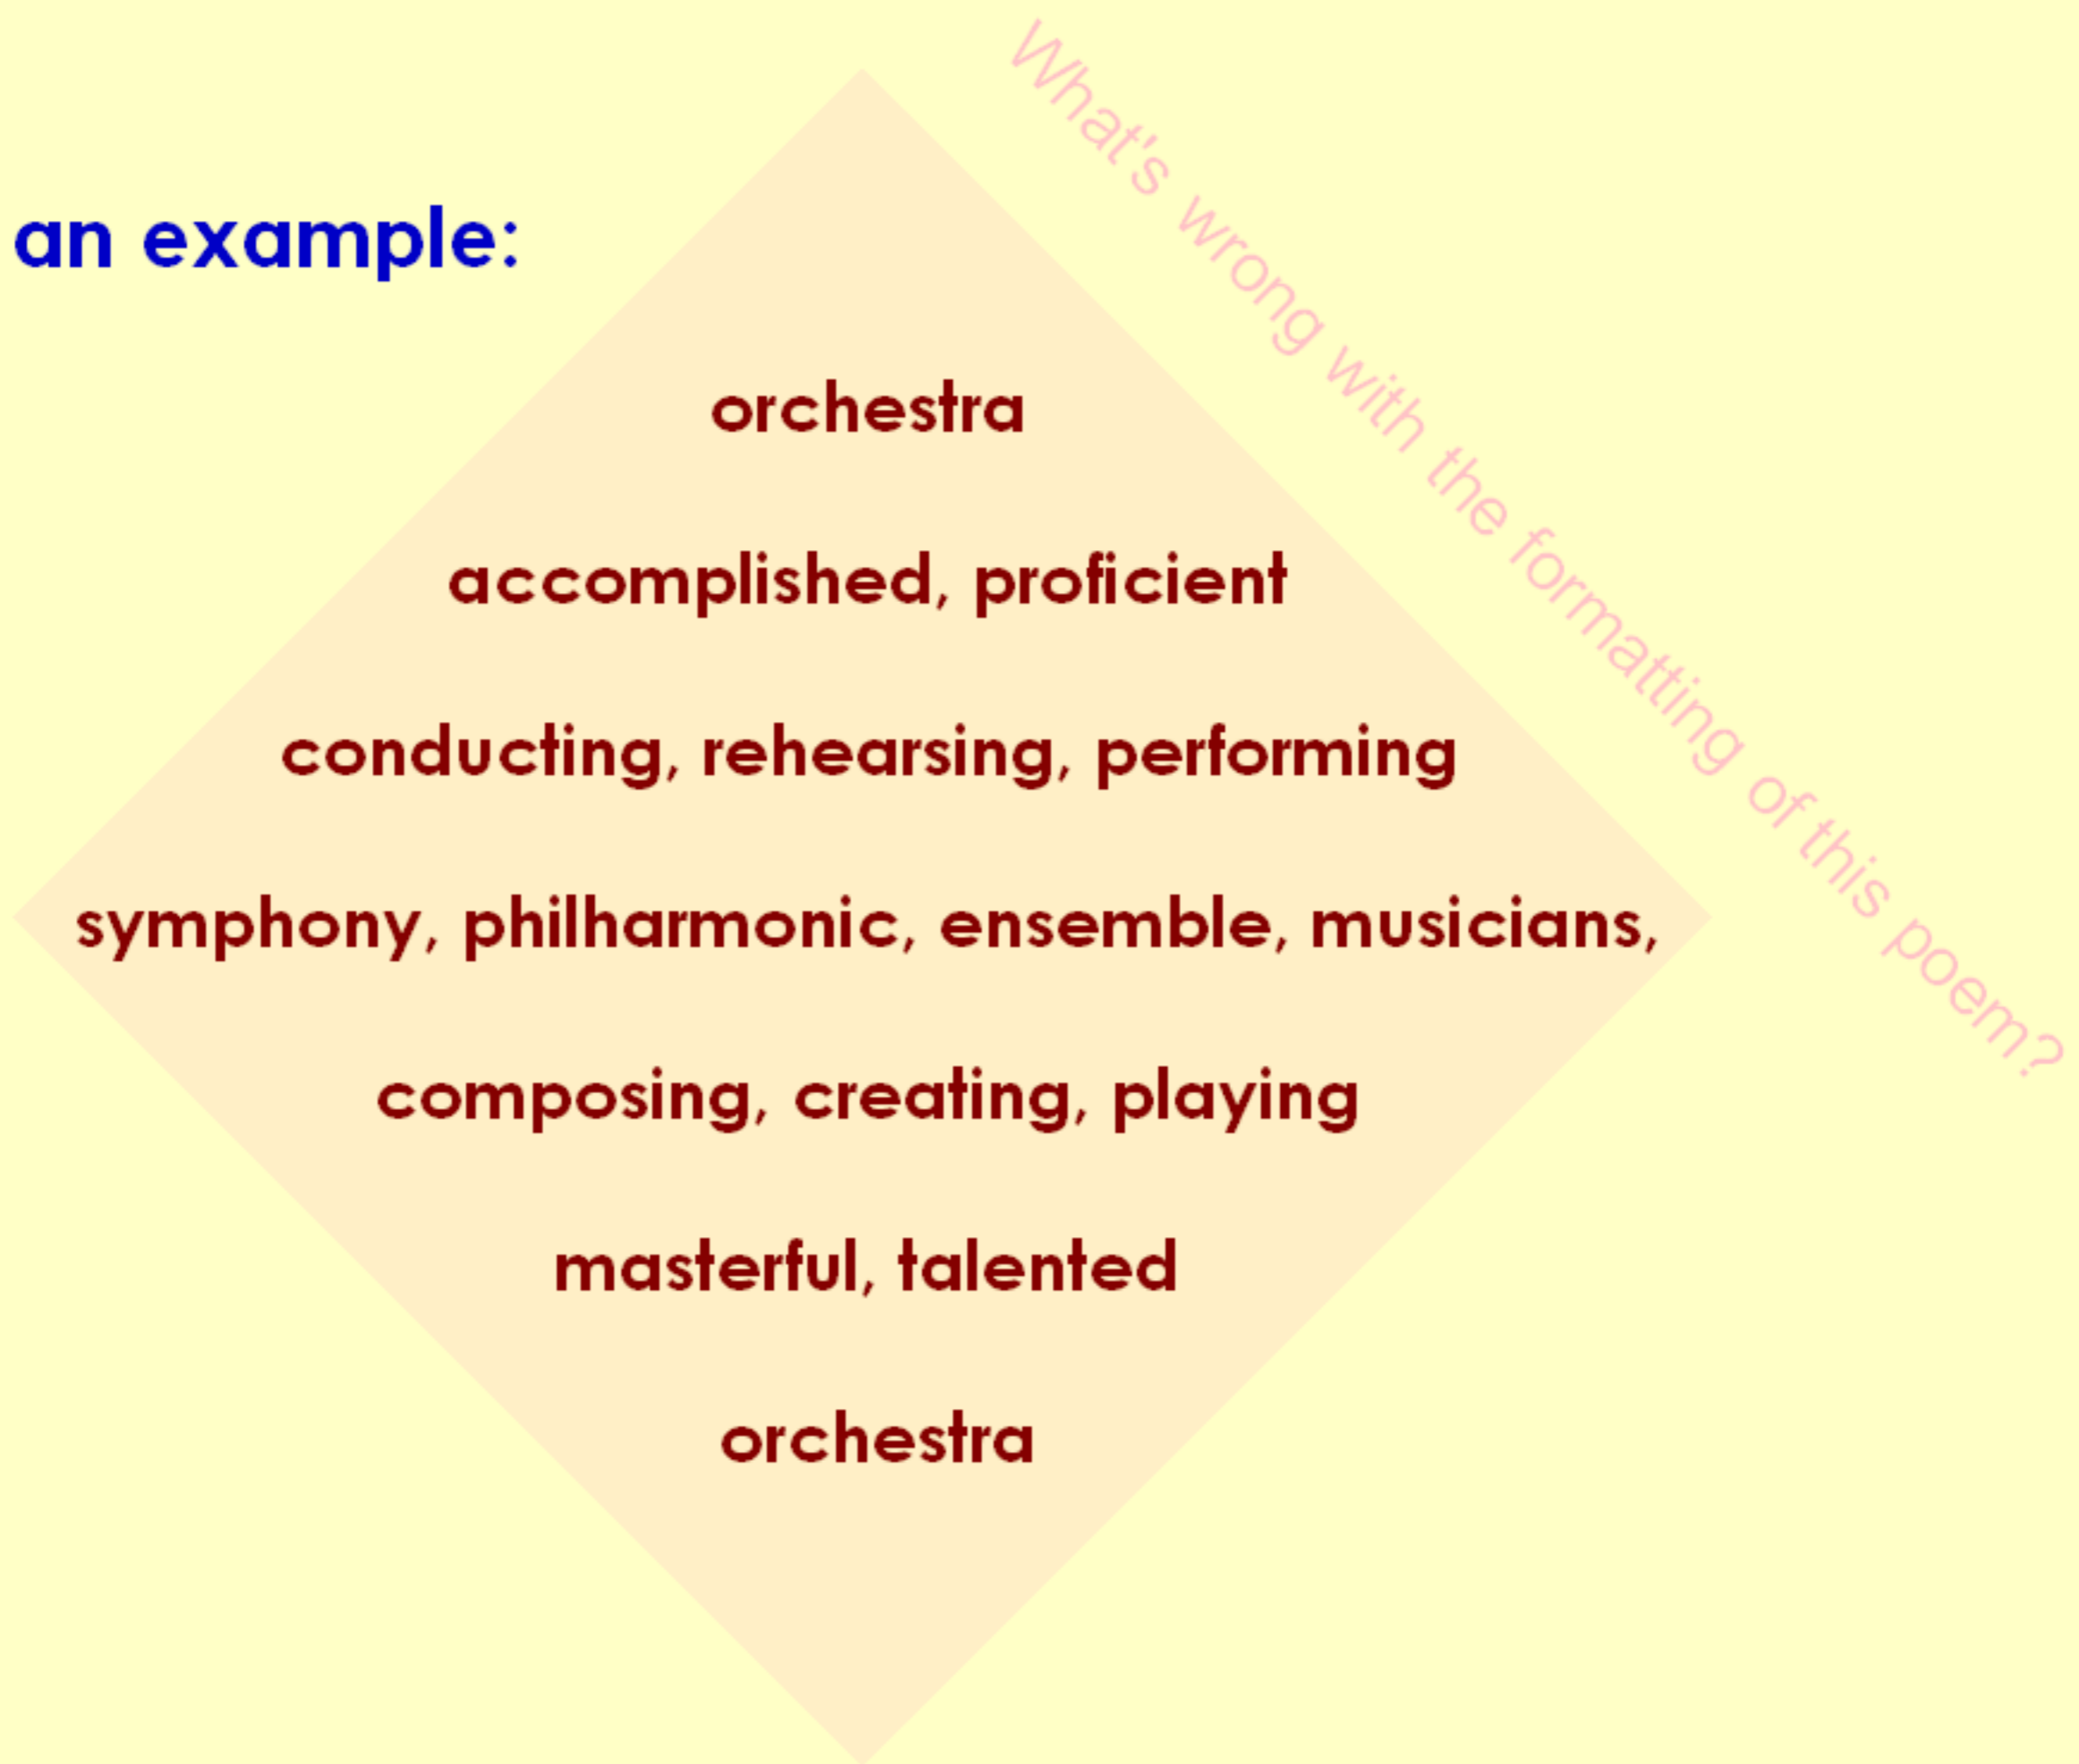 What's wrong with the formatting of this poem?
an example:
orchestra
accomplished, proficient
conducting, rehearsing, performing
symphony, philharmonic, ensemble, musicians,
composing, creating, playing
masterful, talented
orchestra